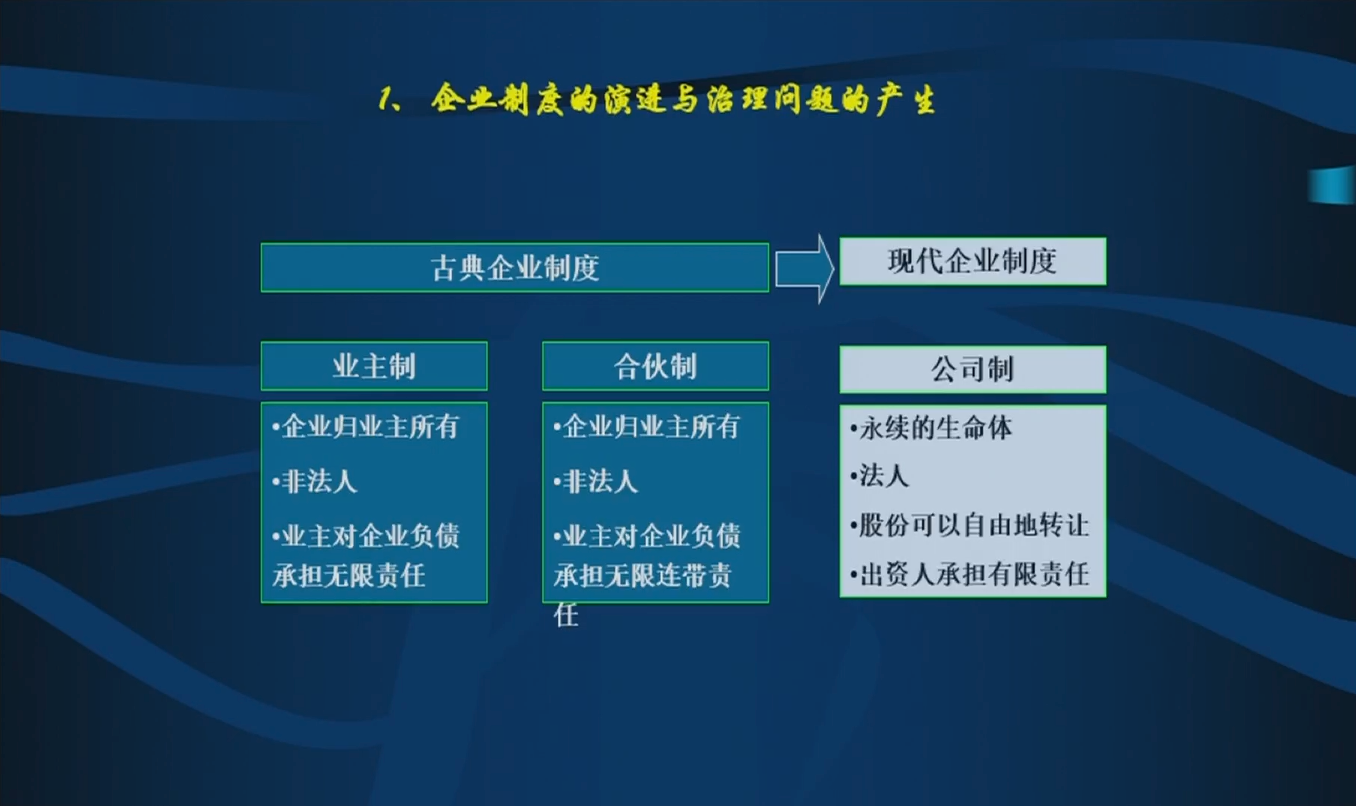 1、企业制度的演进与治理问题的产生
古典企业制度
现代企业制度
业主制
•企业归业主所有
•非法人
•业主对企业负债
承担无限责任
合伙制
•企业归业主所有
•非法人
•业主对企业负债
承担无限连带责
任
公司制
•永续的生命体
•法人
•股份可以自由地转让
•出资人承担有限责任